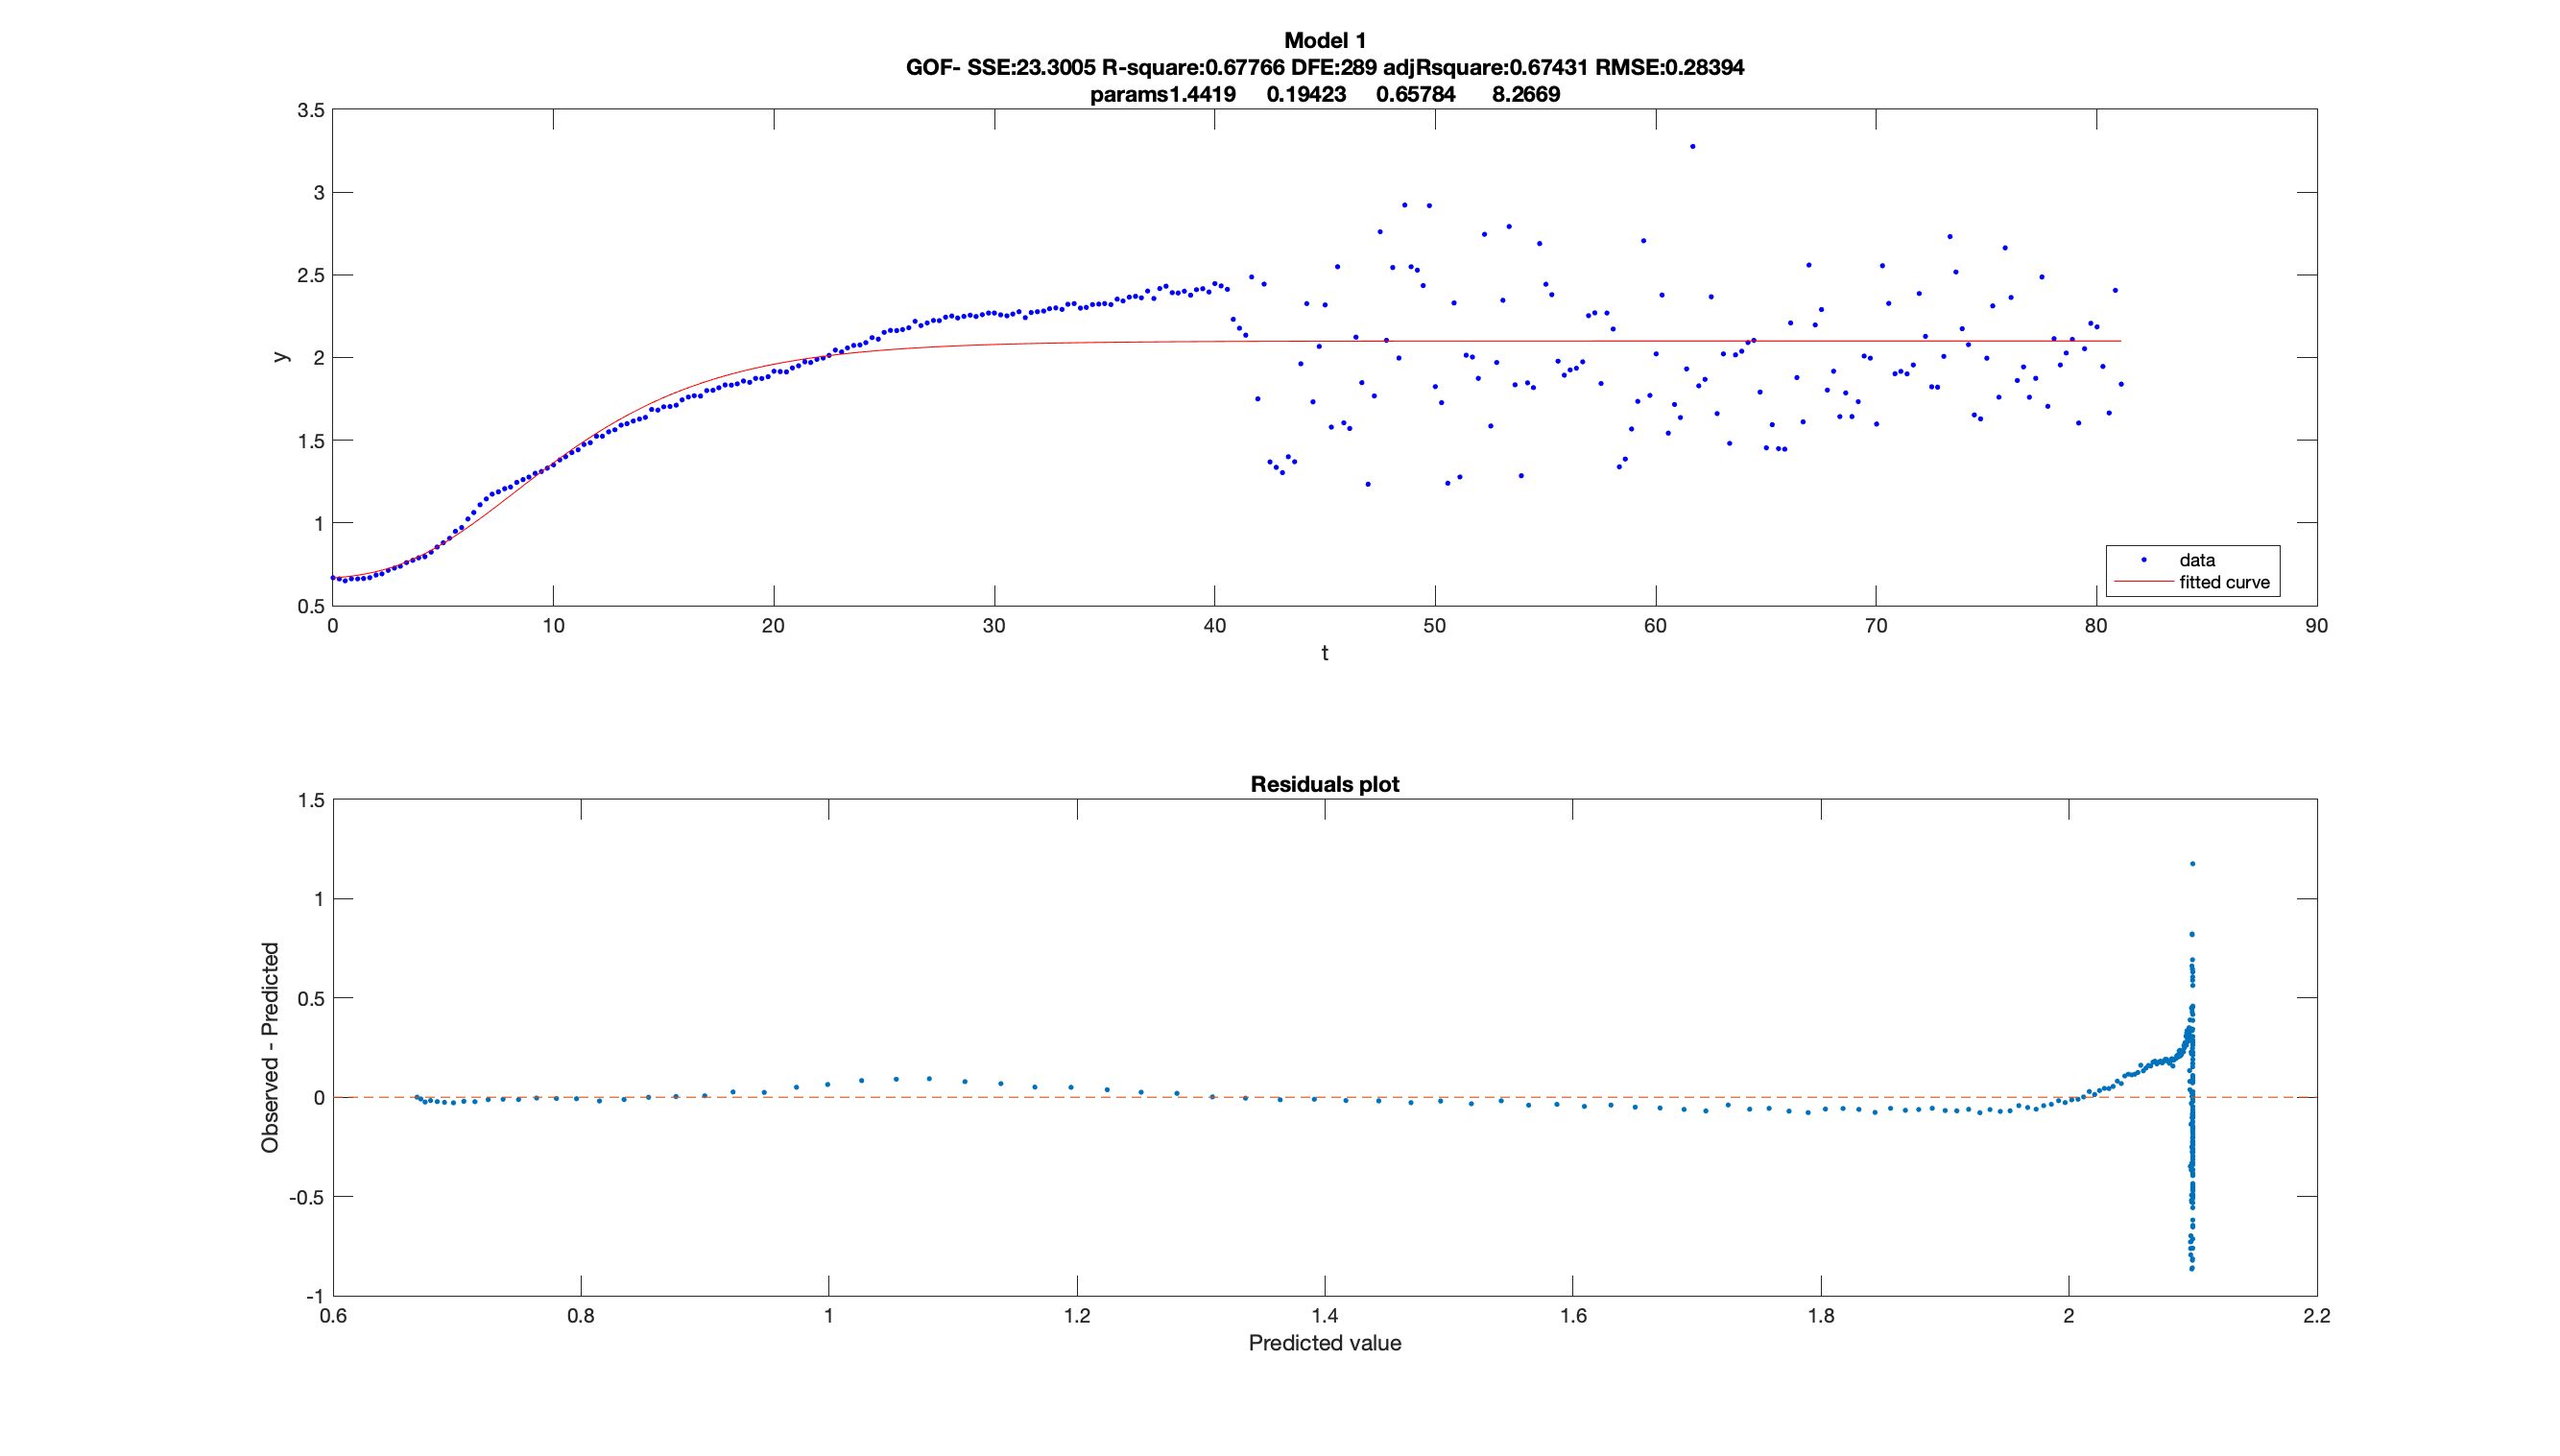 Model 1
GOF- SSE:23.3005 R-square:0.67766 DFE:289 adjRsquare:0.67431 RMSE:0.28394
params1.4419 0.19423 0.65784 8.2669
3.5
3
2.5
2
1.5
1
0.5
y
data
fitted curve
0 10 20 30 40 50 60 70 80 90
t
Residuals plot
1.5
1
0.5
0
-0.5
-1
Observed - Predicted
0.6 0.8 1 1.2 1.4 1.6 1.8 2 2.2
Predicted value